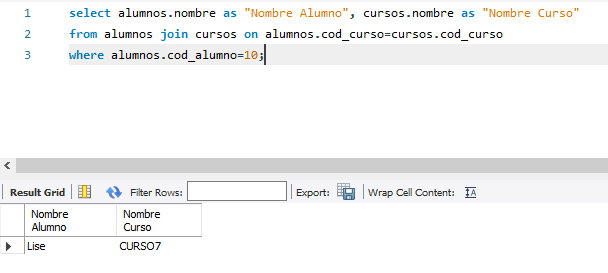 1 select alumnos.nombre as "Nombre Alumno", cursos.nombre as "Nombre Curso"
2 from alumnos join cursos on alumnos.cod_curso=cursos.cod_curso
3 where alumnos.cod_alumno=10;
Result Grid Filter Rows: Export: Wrap Cell Content: IA
Nombre Nombre
Alumno Curso
Lise CURSO7